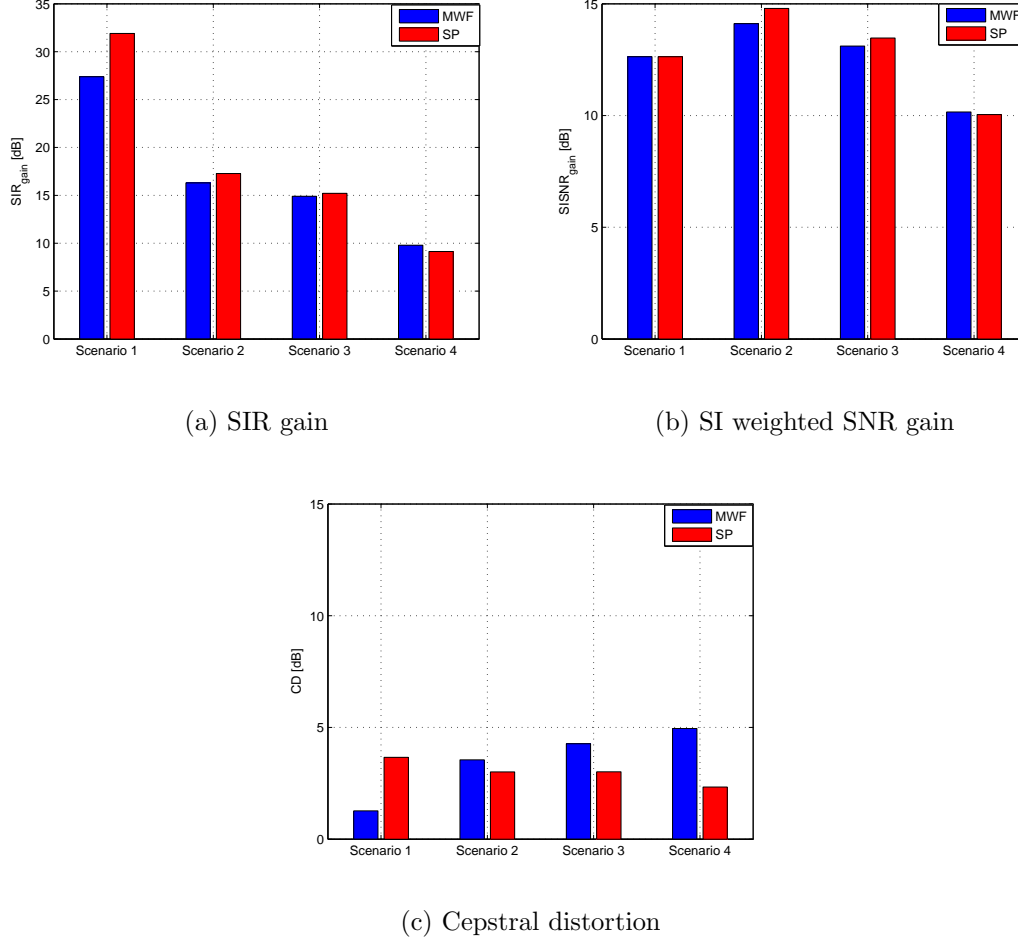 35
30
25
20
15
10
5
0
SIR_gain [dB]
Scenario 1 Scenario 2 Scenario 3 Scenario 4
MWF
SP
(a) SIR gain
15
10
5
0
SISNR_gain [dB]
Scenario 1 Scenario 2 Scenario 3 Scenario 4
MWF
SP
(b) SI weighted SNR gain
15
10
5
0
CD [dB]
Scenario 1 Scenario 2 Scenario 3 Scenario 4
MWF
SP
(c) Cepstral distortion